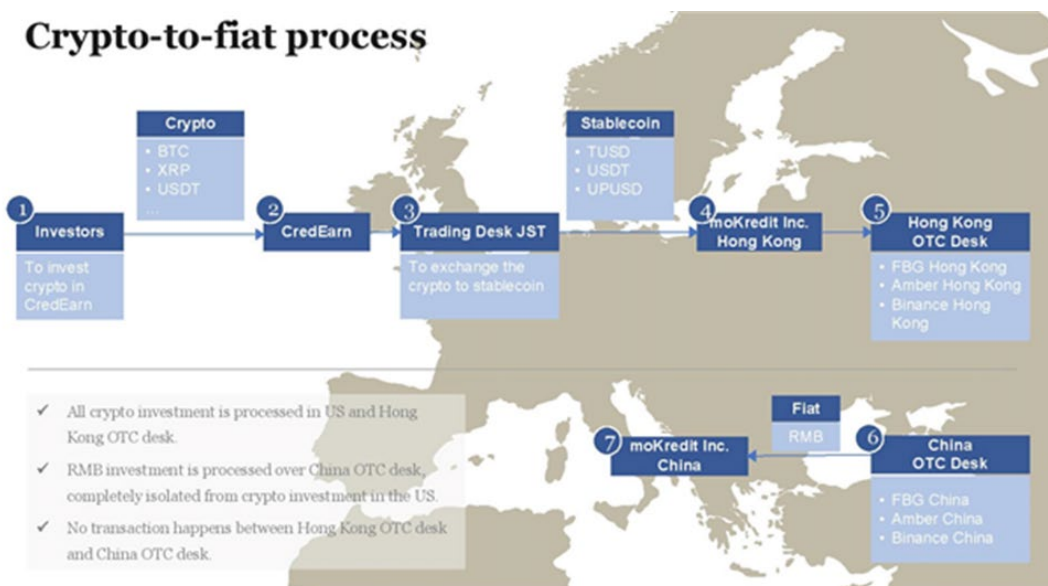 Crypto-to-fiat process
Crypto
• BTC
• XRP
• USDT
...
Stablecoin
• TUSD
• USDT
• UPUSD
1
Investors
To invest
crypto in
CredEarn
2
CredEarn
3
Trading Desk JST
To exchange the
crypto to stablecoin
4
moKredit Inc.
Hong Kong
5
Hong Kong
OTC Desk
• FBG Hong Kong
• Amber Hong Kong
• Binance Hong
Kong
✓ All crypto investment is processed in US and Hong
Kong OTC desk.
✓ RMB investment is processed over China OTC desk,
completely isolated from crypto investment in the US.
✓ No transaction happens between Hong Kong OTC desk
and China OTC desk.
7
moKredit Inc.
China
Fiat
RMB
6
China
OTC Desk
• FBG China
• Amber China
• Binance China